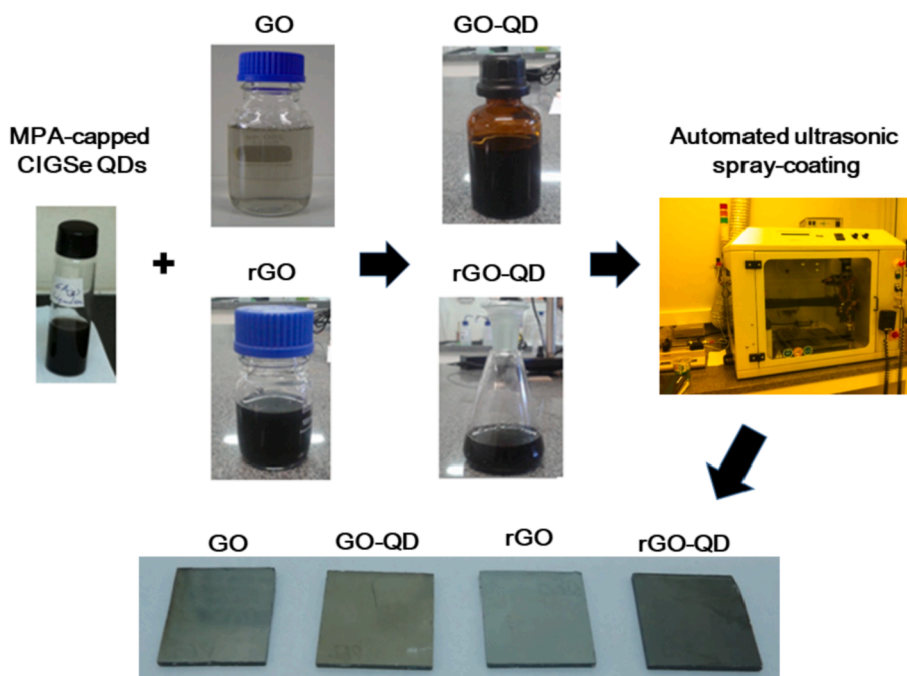 GO
GO-QD
MPA-capped
CIGSe QDs
Automated ultrasonic
spray-coating
+
rGO
rGO-QD
GO
GO-QD
rGO
rGO-QD